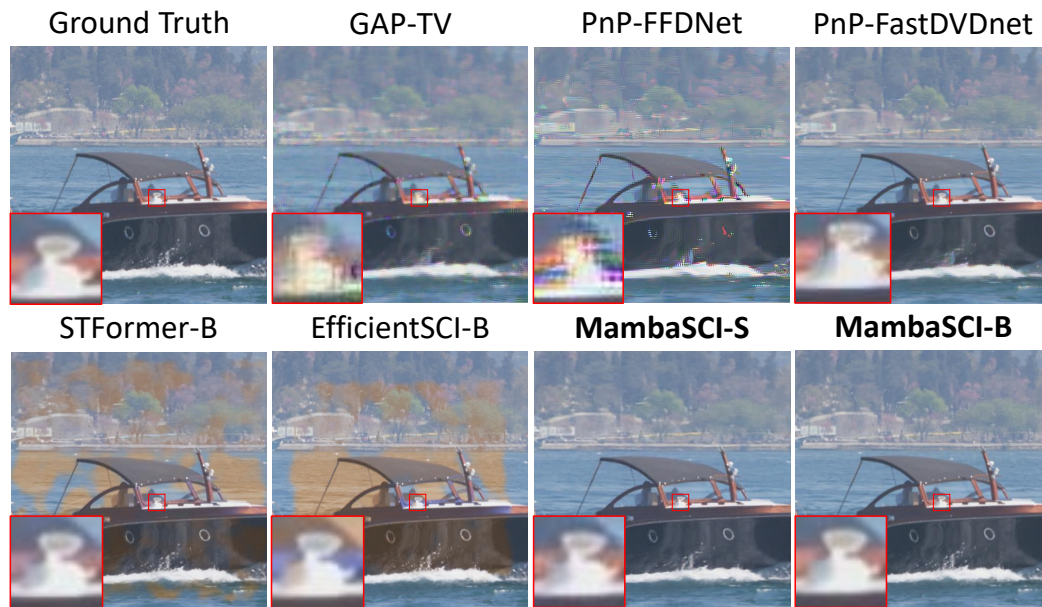 Ground Truth GAP-TV PnP-FFDNet PnP-FastDVDnet
STFormer-B EfficientSCI-B MambaSCI-S MambaSCI-B